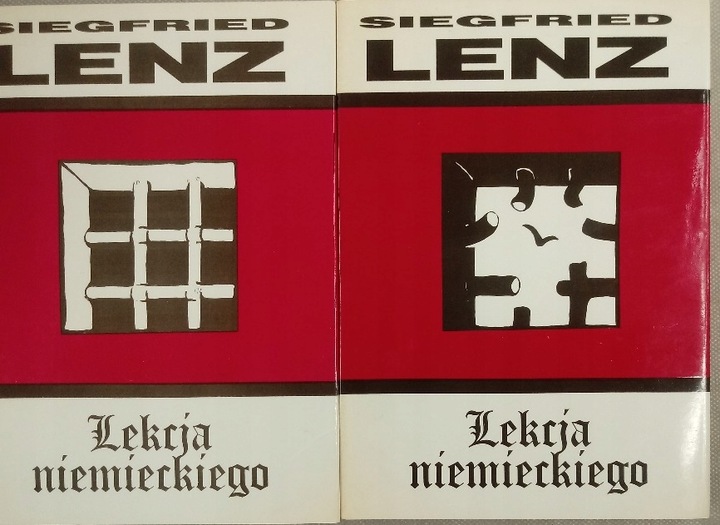 SIEGFRIED
LENZ
Lekcja
niemieckiego
SIEGFRIED
LENZ
Lekcja
niemieckiego